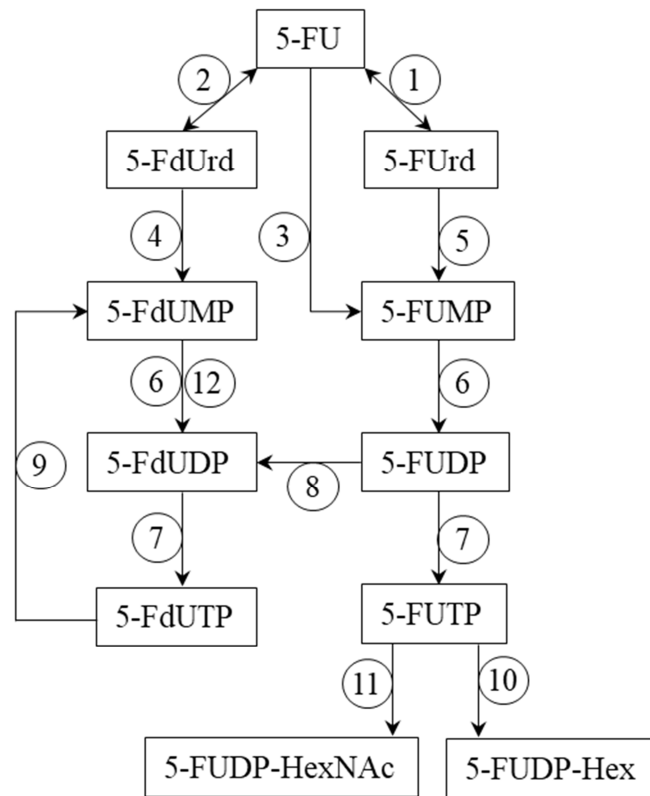 5-FU
2
1
5-FdUrd
5-FUrd
4
3
5
5-FdUMP
5-FUMP
6
12
6
5-FdUDP
5-FUDP
9
8
7
7
5-FdUTP
5-FUTP
11
10
5-FUDP-HexNAc
5-FUDP-Hex